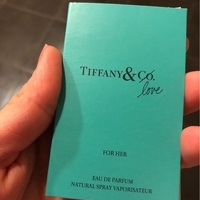 TIFFANY & CO.
love
FOR HER
EAU DE PARFUM
NATURAL SPRAY VAPORISATEUR